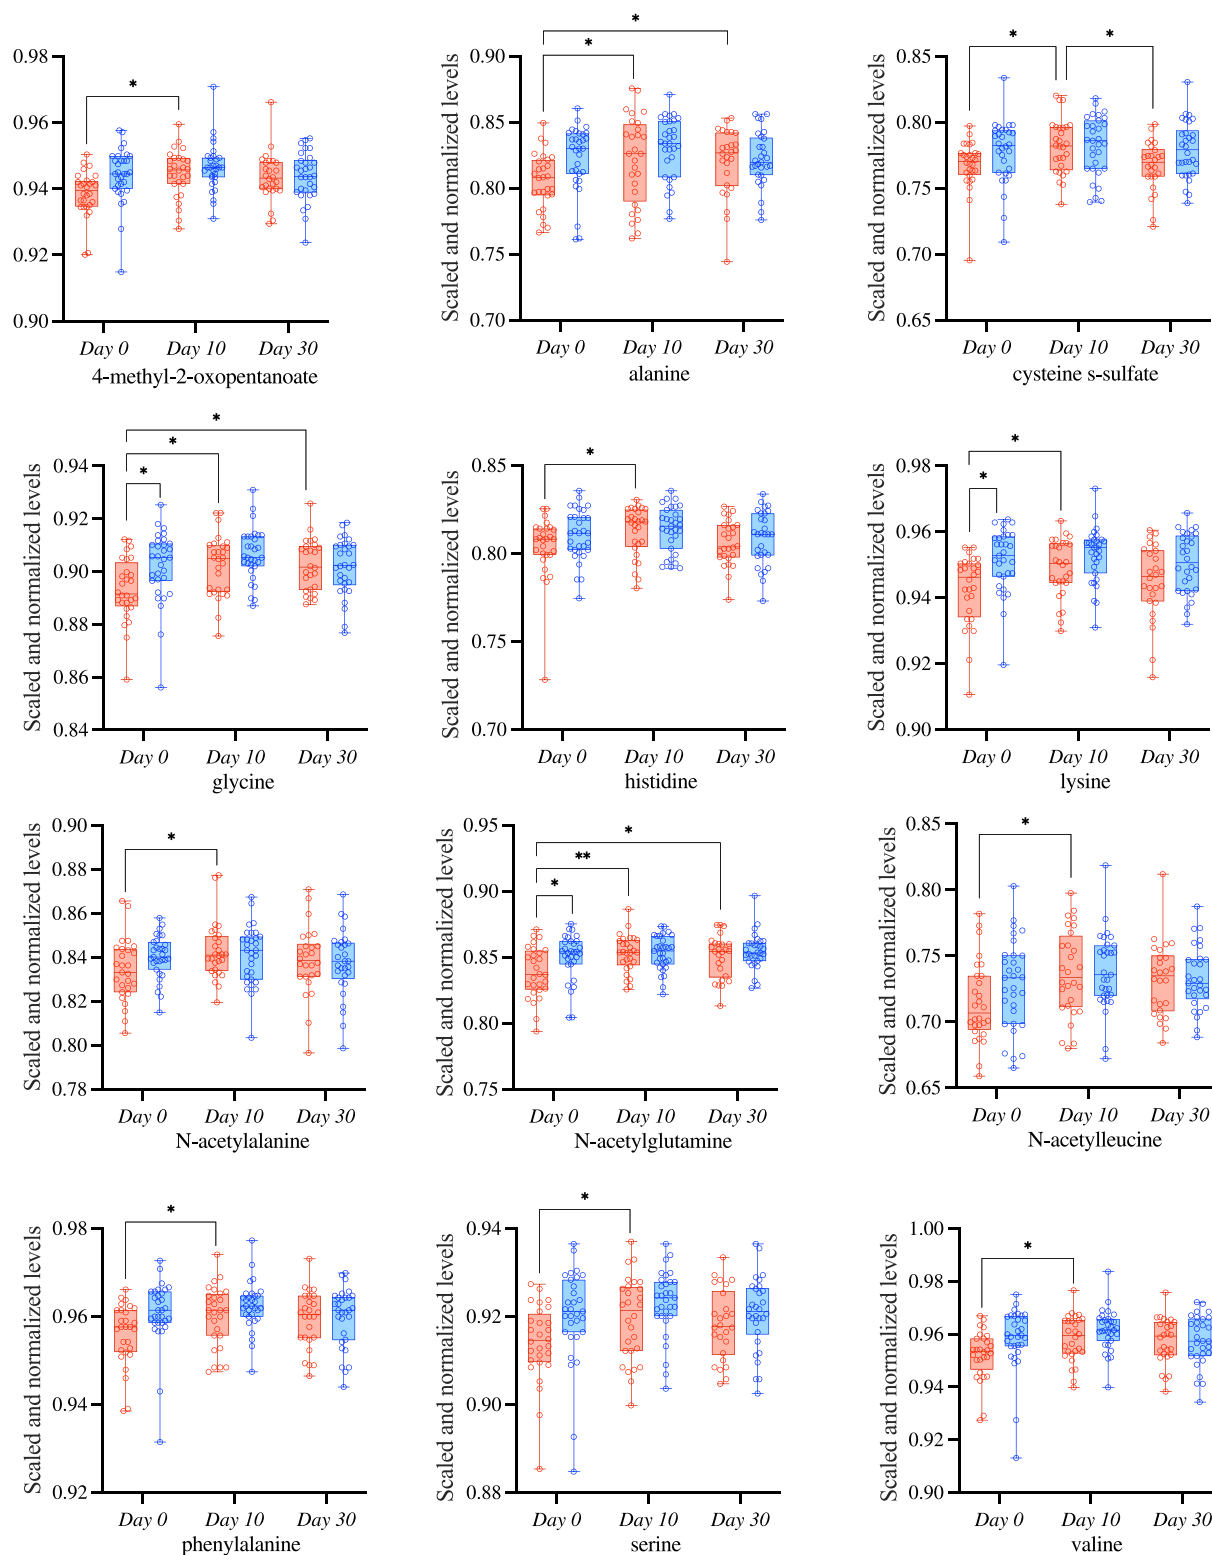 *
0.98
0.96
0.94
0.92
0.90
Day 0 Day 10 Day 30
4-methyl-2-oxopentanoate
Scaled and normalized levels
*
*
0.90
0.85
0.80
0.75
0.70
Day 0 Day 10 Day 30
alanine
Scaled and normalized levels
* *
0.85
0.80
0.75
0.70
0.65
Day 0 Day 10 Day 30
cysteine s-sulfate
Scaled and normalized levels
*
*
*
0.94
0.92
0.90
0.88
0.86
0.84
Day 0 Day 10 Day 30
glycine
Scaled and normalized levels
*
0.85
0.80
0.75
0.70
Day 0 Day 10 Day 30
histidine
Scaled and normalized levels
*
*
0.98
0.96
0.94
0.92
0.90
Day 0 Day 10 Day 30
lysine
Scaled and normalized levels
*
0.90
0.88
0.86
0.84
0.82
0.80
0.78
Day 0 Day 10 Day 30
N-acetylalanine
Scaled and normalized levels
*
**
*
0.95
0.90
0.85
0.80
0.75
Day 0 Day 10 Day 30
N-acetylglutamine
Scaled and normalized levels
*
0.85
0.80
0.75
0.70
0.65
Day 0 Day 10 Day 30
N-acetylleucine
Scaled and normalized levels
*
0.98
0.96
0.94
0.92
Day 0 Day 10 Day 30
phenylalanine
Scaled and normalized levels
*
0.94
0.92
0.90
0.88
Day 0 Day 10 Day 30
serine
Scaled and normalized levels
*
1.00
0.98
0.96
0.94
0.92
0.90
Day 0 Day 10 Day 30
valine